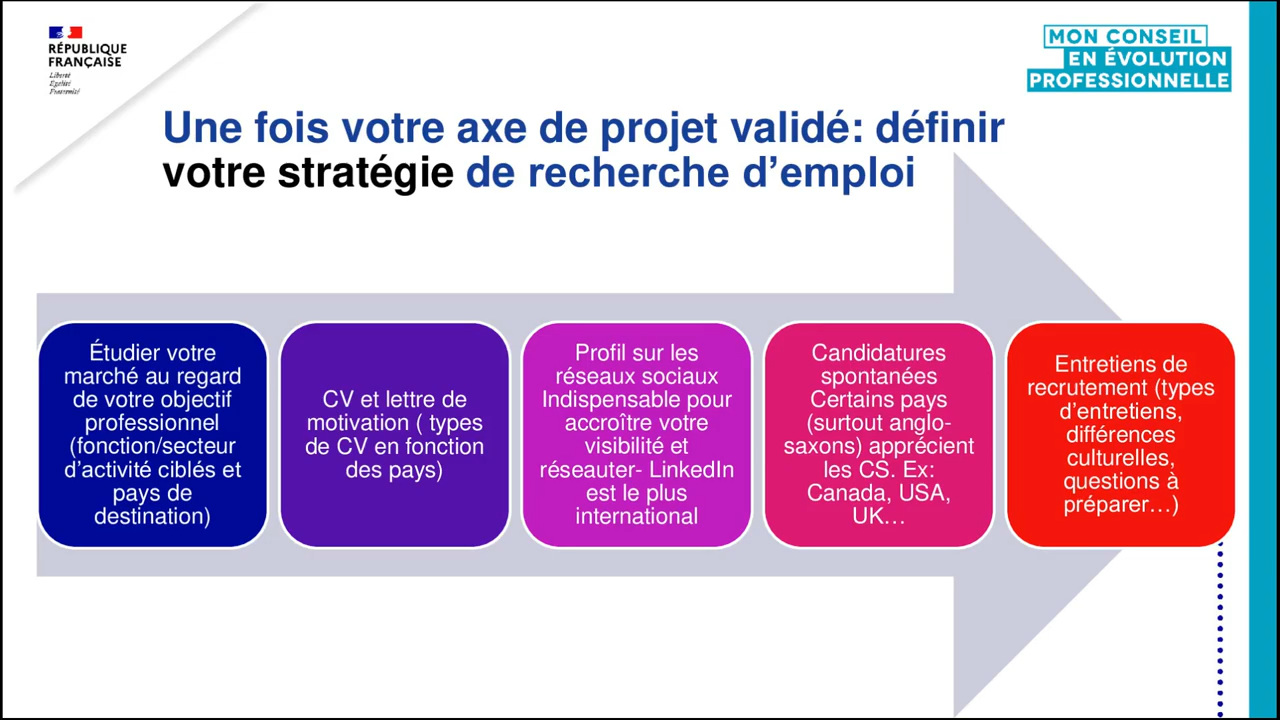 RÉPUBLIQUE
FRANÇAISE
Liberté
Égalité
Fraternité
MON CONSEIL
EN ÉVOLUTION
PROFESSIONNELLE
Une fois votre axe de projet validé: définir
votre stratégie de recherche d’emploi
Étudier votre
marché au regard
de votre objectif
professionnel
(fonction/secteur
d’activité ciblés et
pays de
destination)
CV et lettre de
motivation ( types
de CV en fonction
des pays)
Profil sur les
réseaux sociaux
Indispensable pour
accroître votre
visibilité et
réseauter- LinkedIn
est le plus
international
Candidatures
spontanées
Certains pays
(surtout anglo-
saxons) apprécient
les CS. Ex:
Canada, USA,
UK…
Entretiens de
recrutement (types
d’entretiens,
différences
culturelles,
questions à
préparer…)